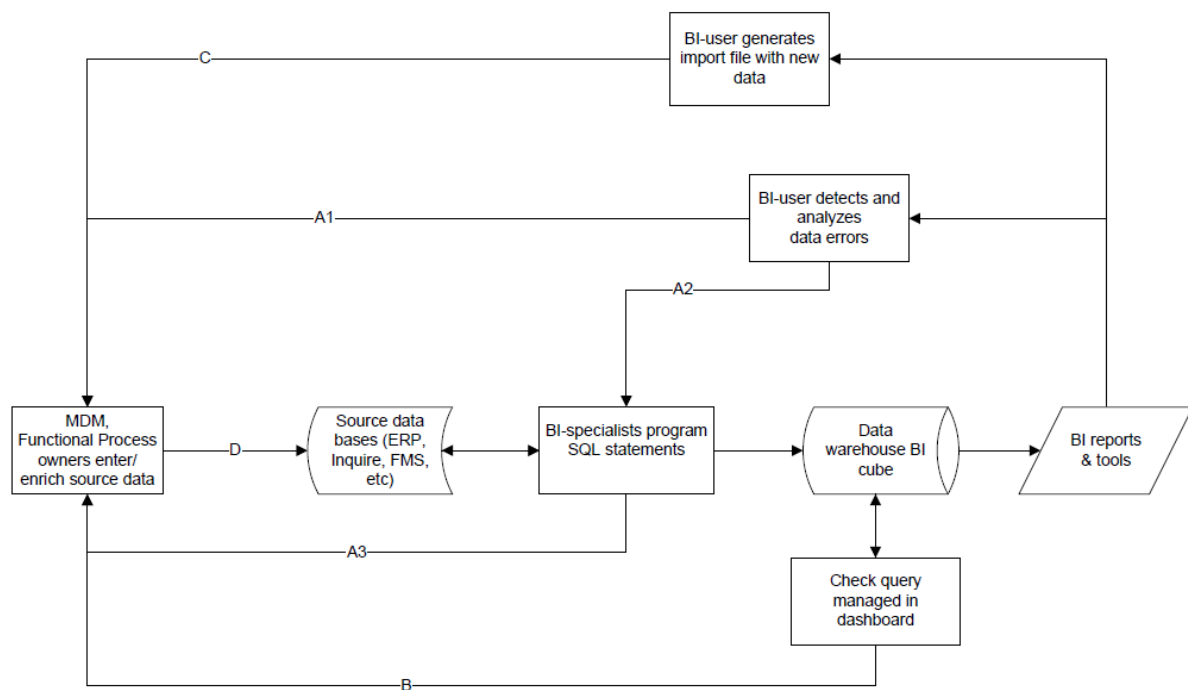 BI-user generates
import file with new
data
C
BI-user detects and
analyzes
data errors
A1
A2
MDM,
Functional Process
owners enter/
enrich source data
D
Source data
bases (ERP,
Inquire, FMS,
etc)
BI-specialists program
SQL statements
Data
warehouse BI
cube
BI reports
& tools
A3
Check query
managed in
dashboard
B